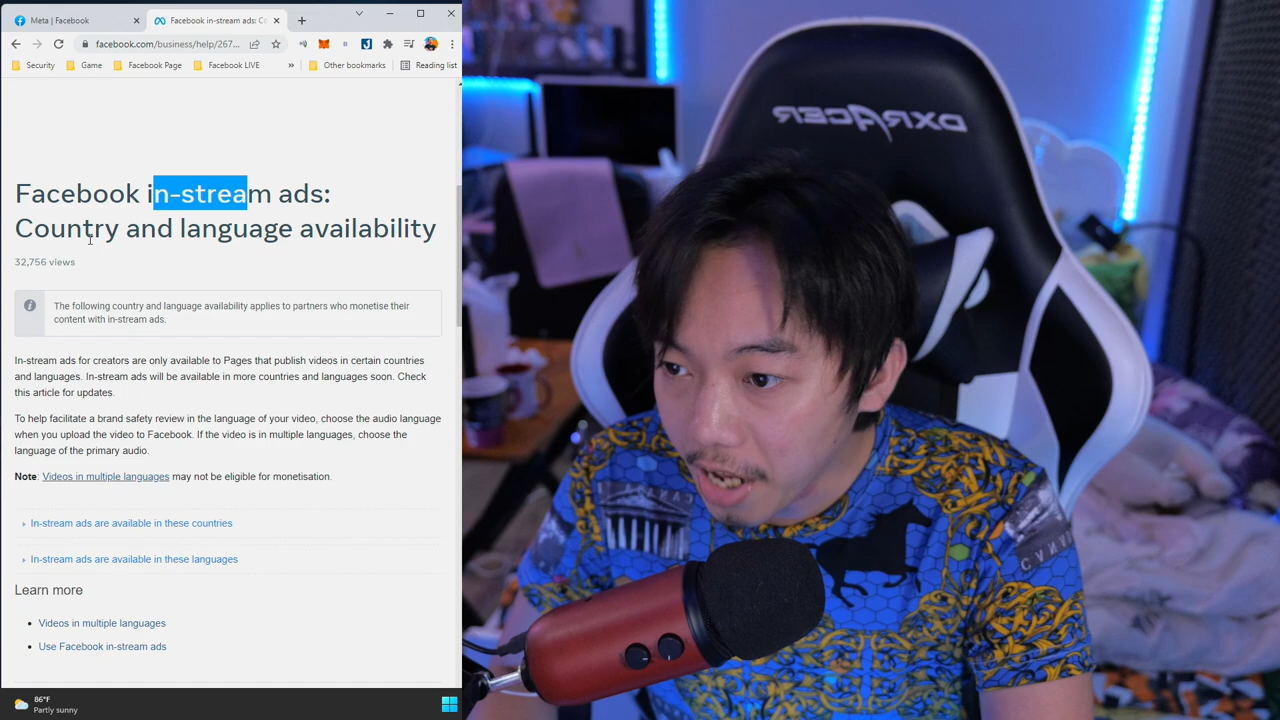 Meta | Facebook
Facebook in-stream ads: Co
facebook.com/business/help/267...
Security
Game
Facebook Page
Facebook LIVE
»
Other bookmarks
Reading list
Facebook in-stream ads:
Country and language availability
32,756 views
The following country and language availability applies to partners who monetise their
content with in-stream ads.
In-stream ads for creators are only available to Pages that publish videos in certain countries
and languages. In-stream ads will be available in more countries and languages soon. Check
this article for updates.
To help facilitate a brand safety review in the language of your video, choose the audio language
when you upload the video to Facebook. If the video is in multiple languages, choose the
language of the primary audio.
Note: Videos in multiple languages may not be eligible for monetisation.
In-stream ads are available in these countries
In-stream ads are available in these languages
Learn more
• Videos in multiple languages
• Use Facebook in-stream ads
86°F
Partly sunny
DXRACER